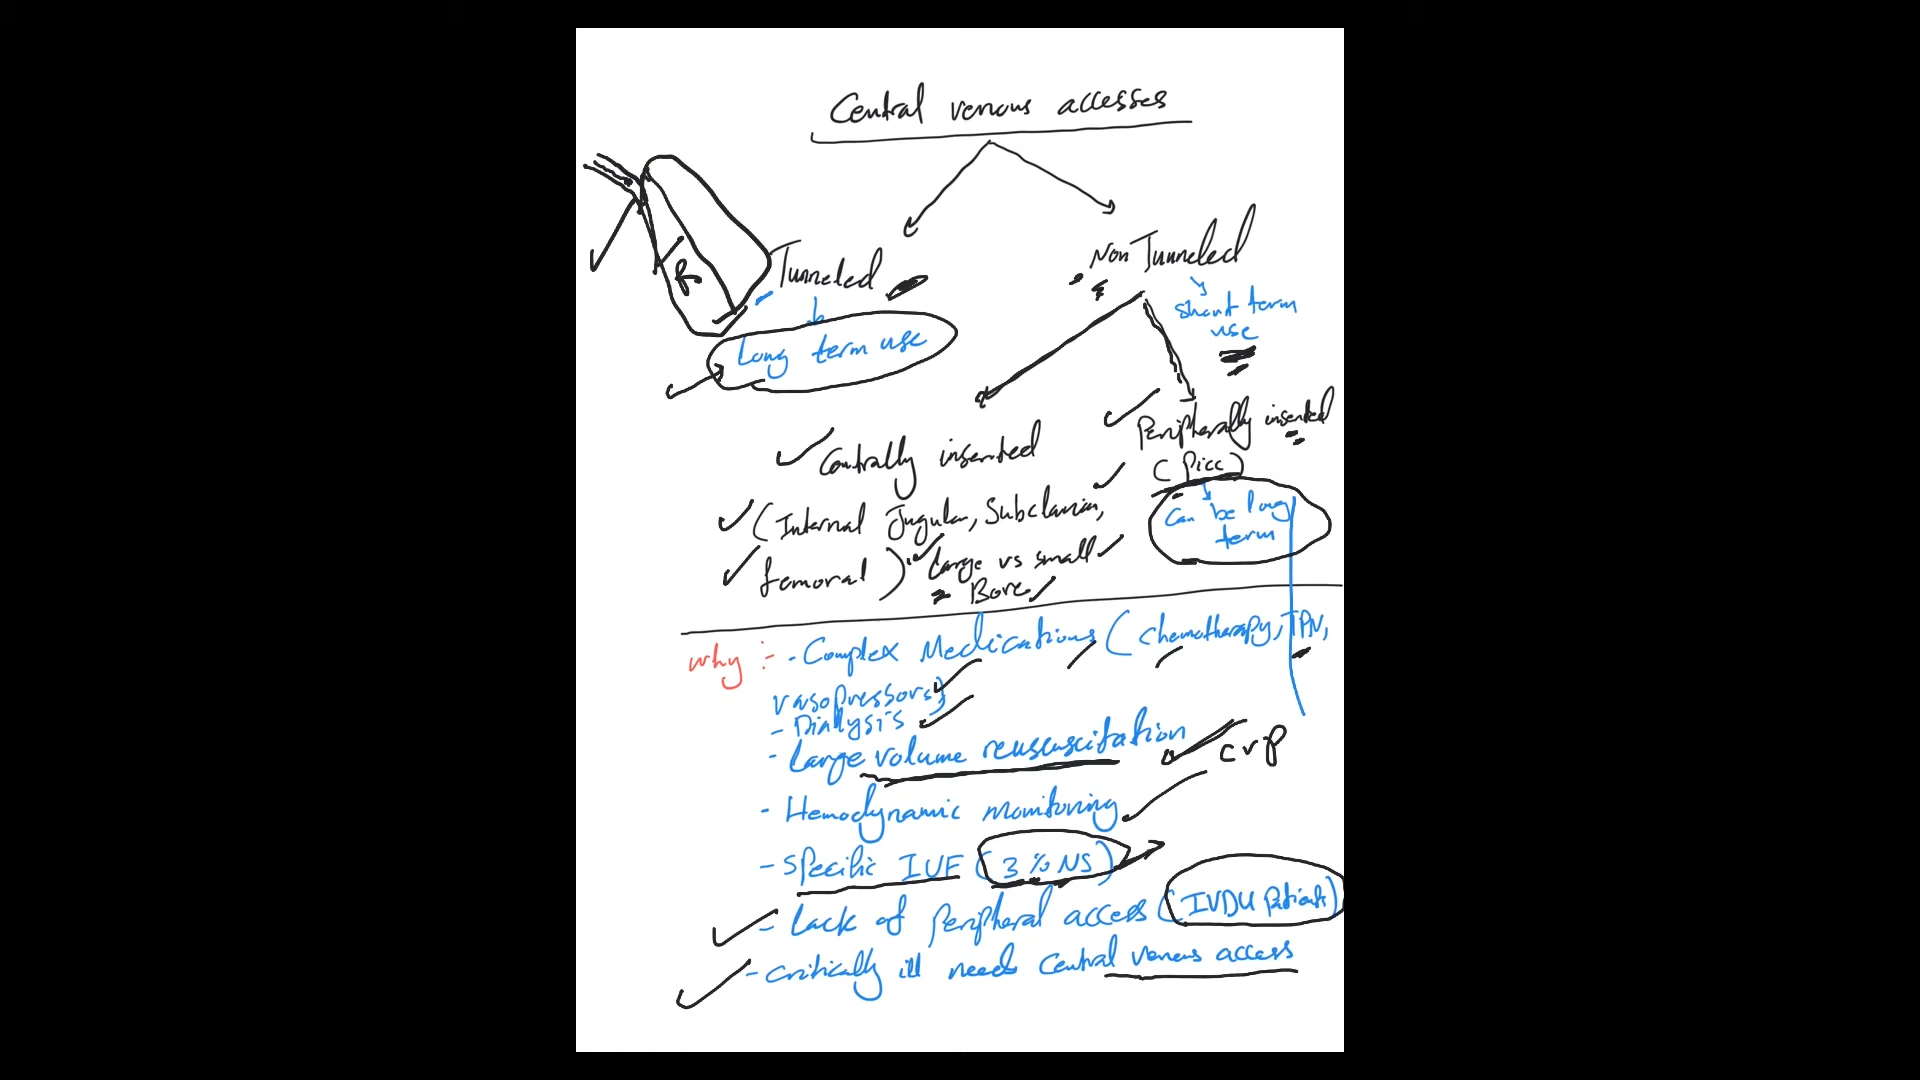 Central venous accesses
Tunneled
Non Tunneled
Long term use
short term
use
Centrally inserted
Peripherally inserted
(Picc)
(Internal Jugular, Subclavian,
femoral)
Large vs small
Bore
Can be long
term
why :- - Complex Medications (chemotherapy, TPN,
vasopressors)
- Dialysis
- Large volume reususcitation
CVP
- Hemodynamic monitoring
- Specific IVF (3 % NS)
- Lack of Peripheral access (IVDU Patients)
- critically ill needs Central venous access